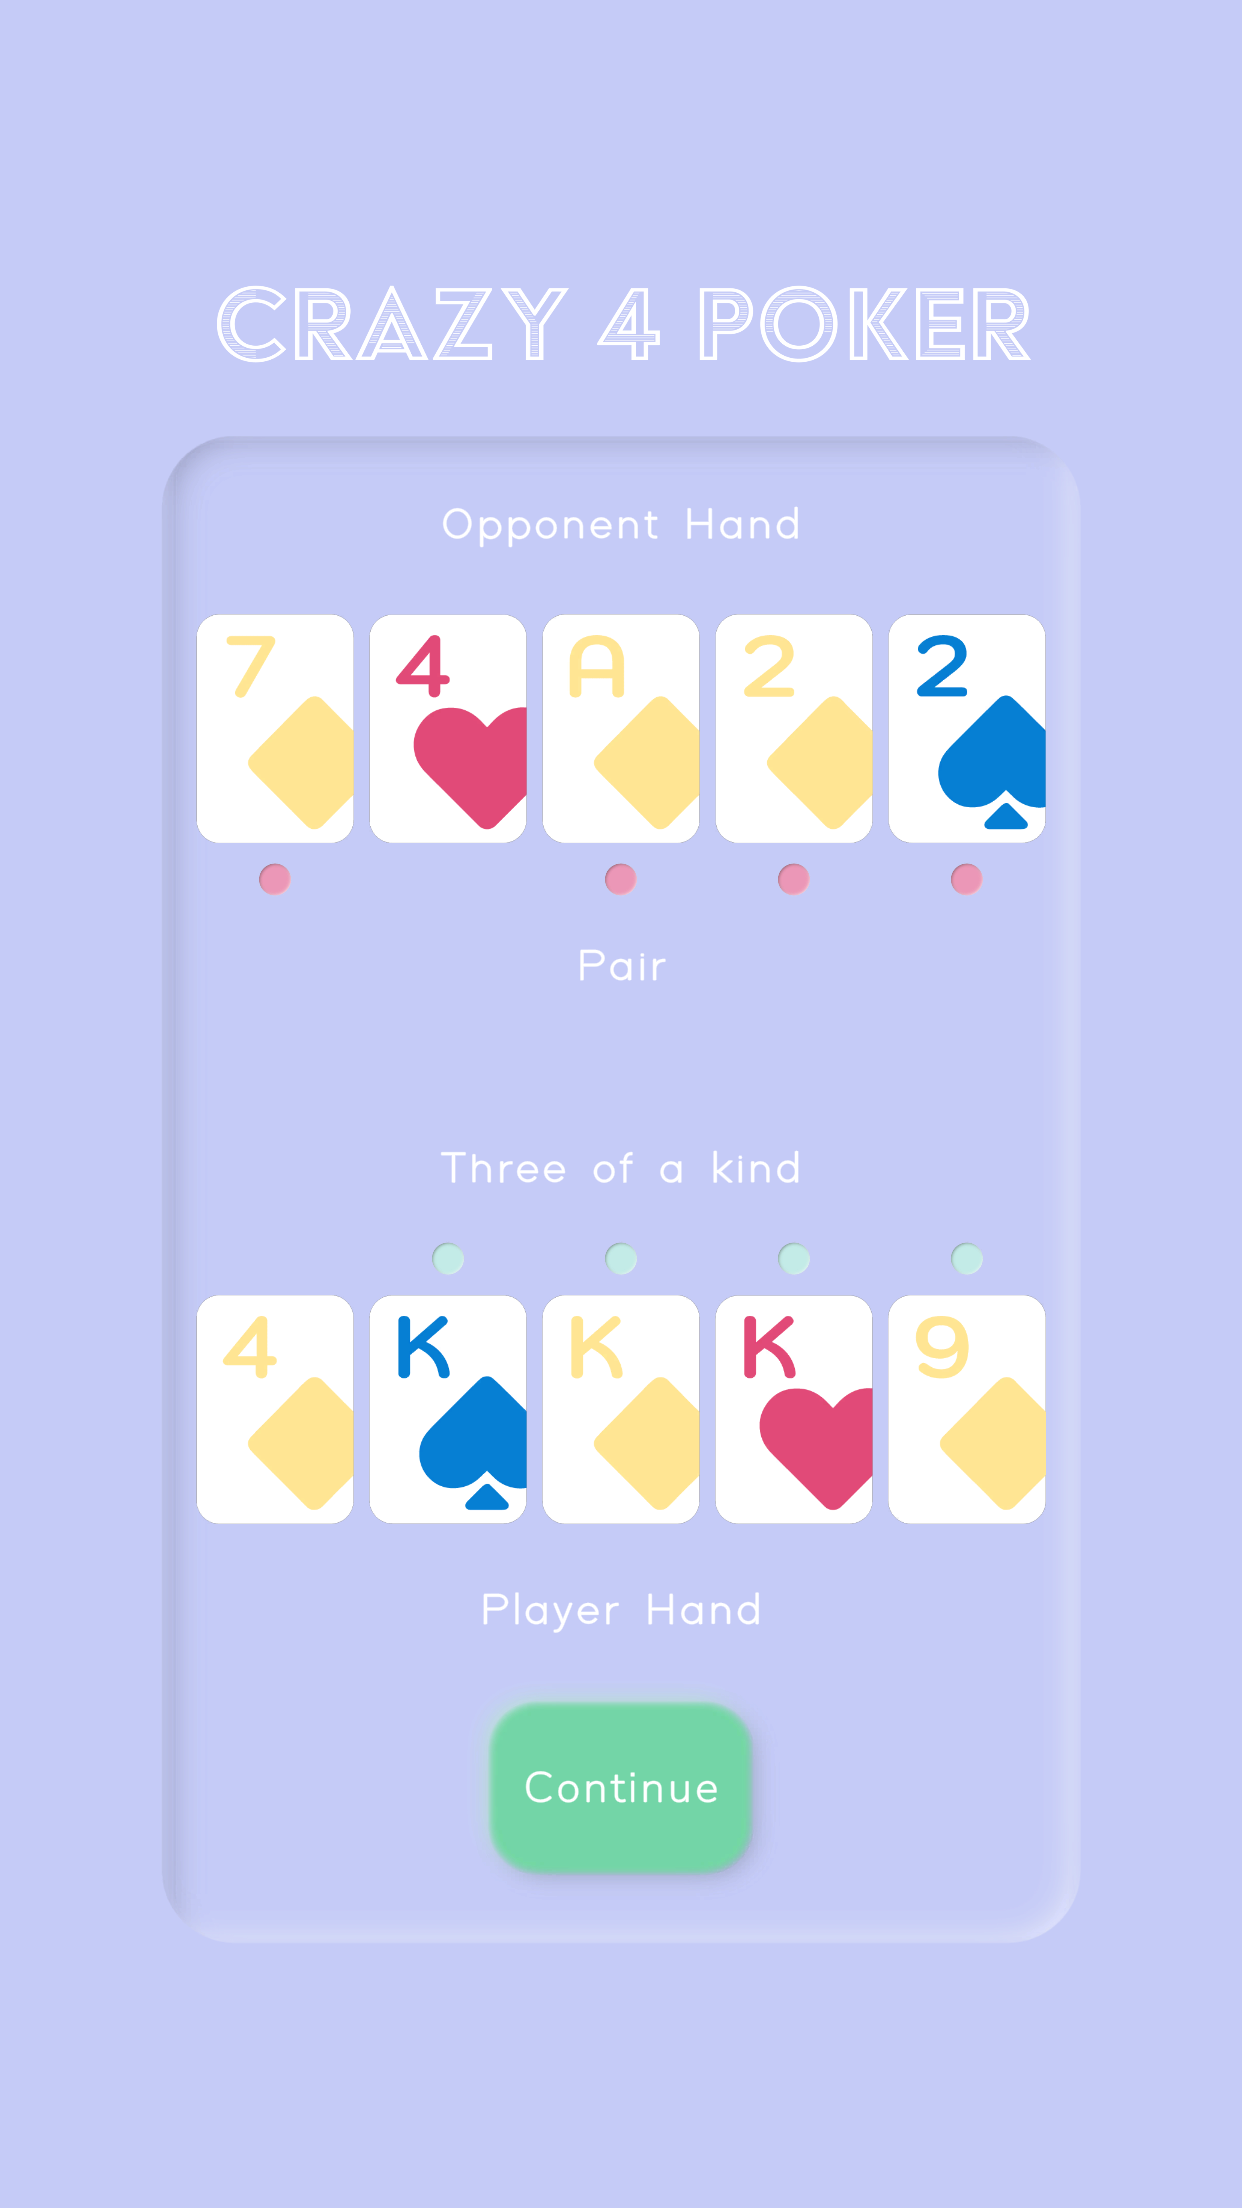 CRAZY 4 POKER
Opponent Hand
7 4 A 2 2
Pair
Three of a kind
4 K K K 9
Player Hand
Continue